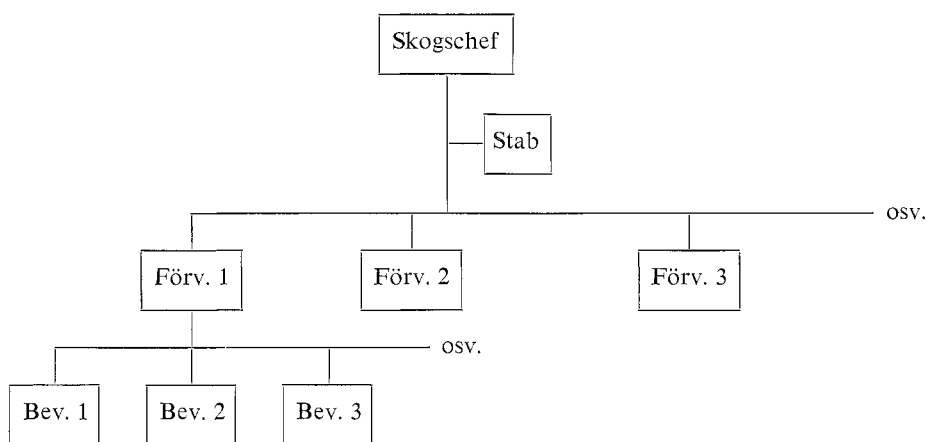 Skogschef
Stab
osv.
Förv. 1
Förv. 2
Förv. 3
osv.
Bev. 1
Bev. 2
Bev. 3